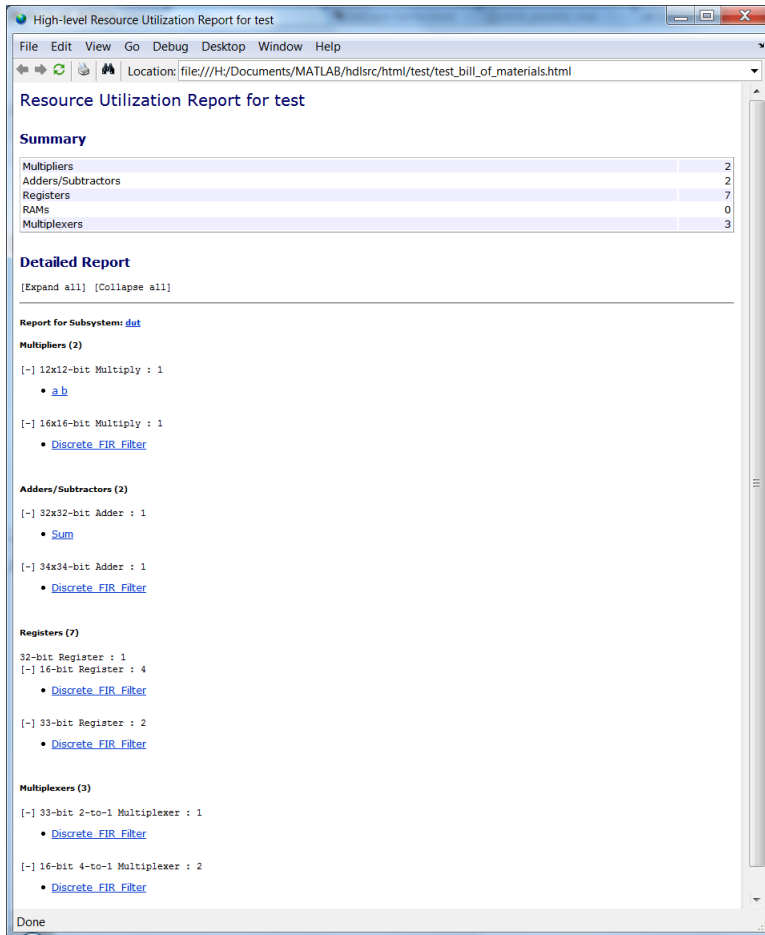 High-level Resource Utilization Report for test
File Edit View Go Debug Desktop Window Help
Location: file:///H:/Documents/MATLAB/hdlsrc/html/test/test_bill_of_materials.html
Resource Utilization Report for test
Summary
Multipliers 2
Adders/Subtractors 2
Registers 7
RAMs 0
Multiplexers 3
Detailed Report
[Expand all] [Collapse all]
Report for Subsystem: dut
Multipliers (2)
[-] 12x12-bit Multiply : 1
• a b
[-] 16x16-bit Multiply : 1
• Discrete FIR Filter
Adders/Subtractors (2)
[-] 32x32-bit Adder : 1
• Sum
[-] 34x34-bit Adder : 1
• Discrete FIR Filter
Registers (7)
32-bit Register : 1
[-] 16-bit Register : 4
• Discrete FIR Filter
[-] 33-bit Register : 2
• Discrete FIR Filter
Multiplexers (3)
[-] 33-bit 2-to-1 Multiplexer : 1
• Discrete FIR Filter
[-] 16-bit 4-to-1 Multiplexer : 2
• Discrete FIR Filter
Done